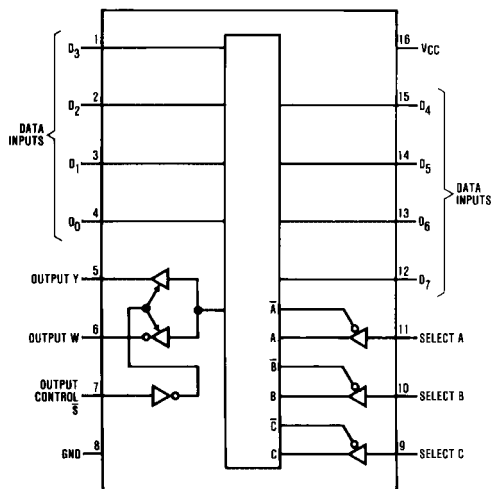 1
D3
2
D2
3
D1
4
D0
DATA
INPUTS
5
OUTPUT Y
6
OUTPUT W
7
OUTPUT
CONTROL
S̅
8
GND
A̅
A
B̅
B
C̅
C
16
VCC
15
D4
14
D5
13
D6
12
D7
DATA
INPUTS
11
SELECT A
10
SELECT B
9
SELECT C